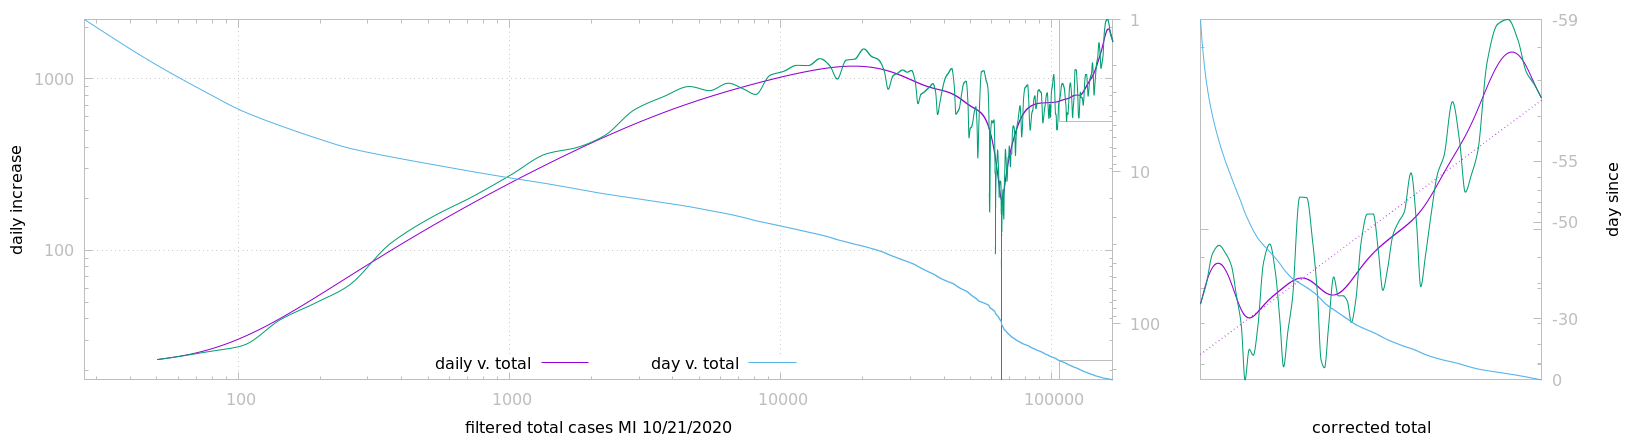 1 -59
1000
-55
10
-50
100
100 -30
daily v. total day v. total
0
100 1000 10000 100000
filtered total cases MI 10/21/2020 corrected total
daily increase
day since